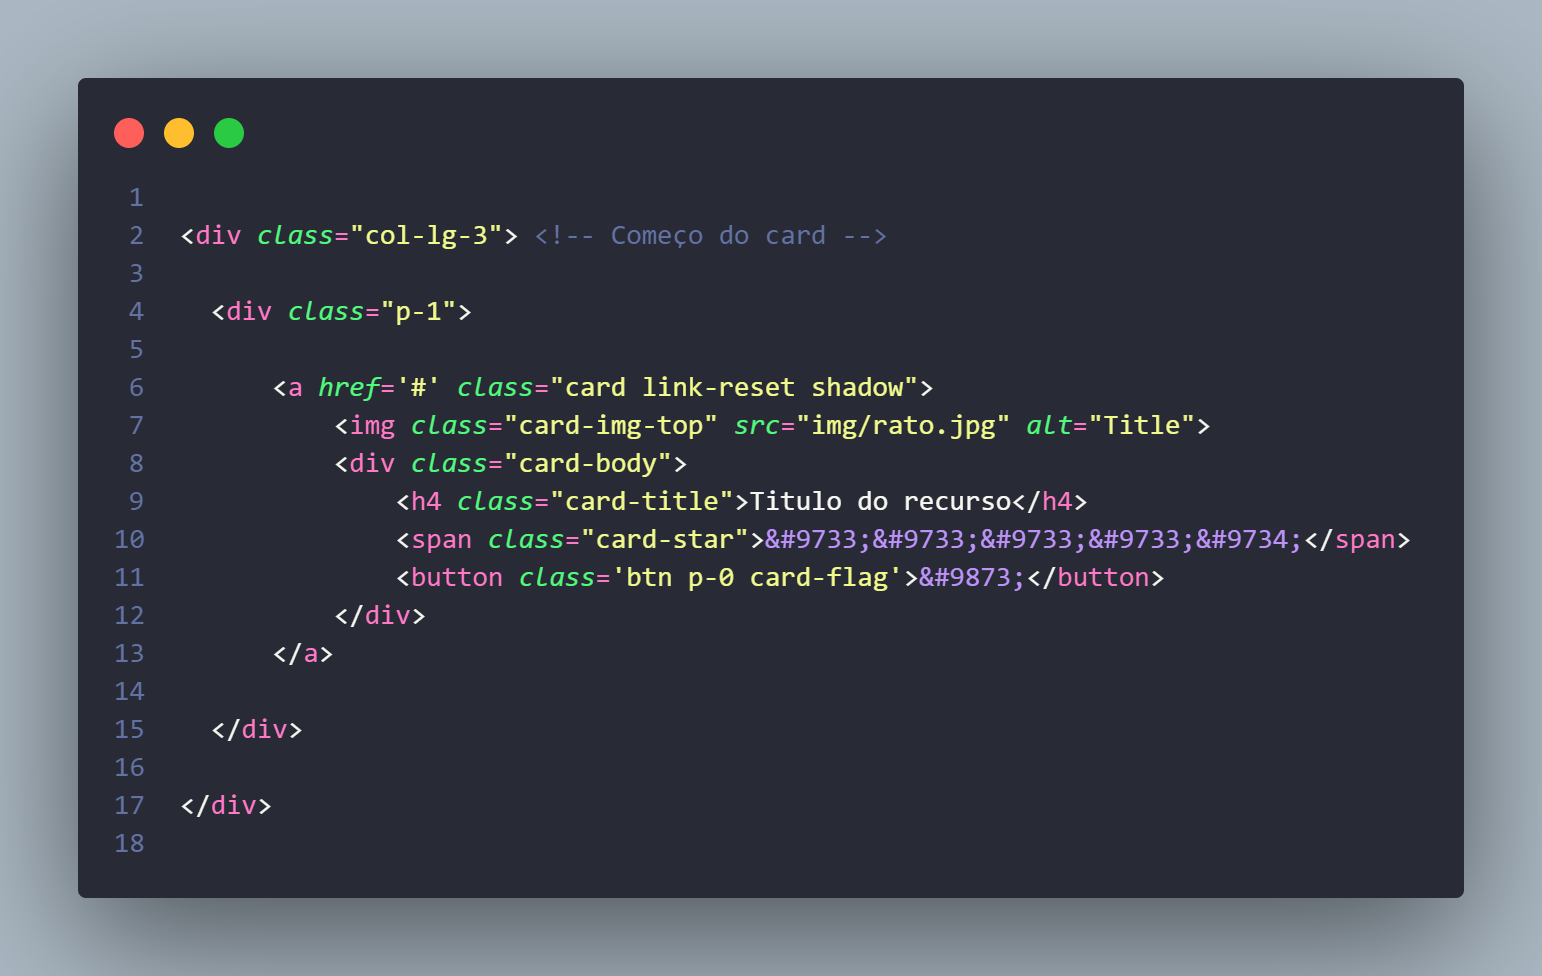 1
2 <div class="col-lg-3"> <!-- Começo do card -->
3
4 <div class="p-1">
5
6 <a href='#' class="card link-reset shadow">
7 <img class="card-img-top" src="img/rato.jpg" alt="Title">
8 <div class="card-body">
9 <h4 class="card-title">Titulo do recurso</h4>
10 <span class="card-star">&#9733;&#9733;&#9733;&#9733;&#9734;</span>
11 <button class='btn p-0 card-flag'>&#9873;</button>
12 </div>
13 </a>
14
15 </div>
16
17 </div>
18